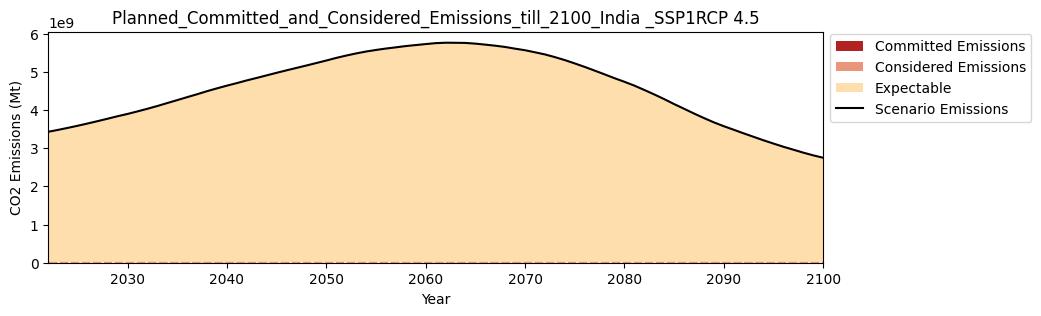 Planned_Committed_and_Considered_Emissions_till_2100_India _SSP1RCP 4.5
1e9
6
5
4
3
2
1
0
CO2 Emissions (Mt)
2030 2040 2050 2060 2070 2080 2090 2100
Year
Committed Emissions
Considered Emissions
Expectable
Scenario Emissions